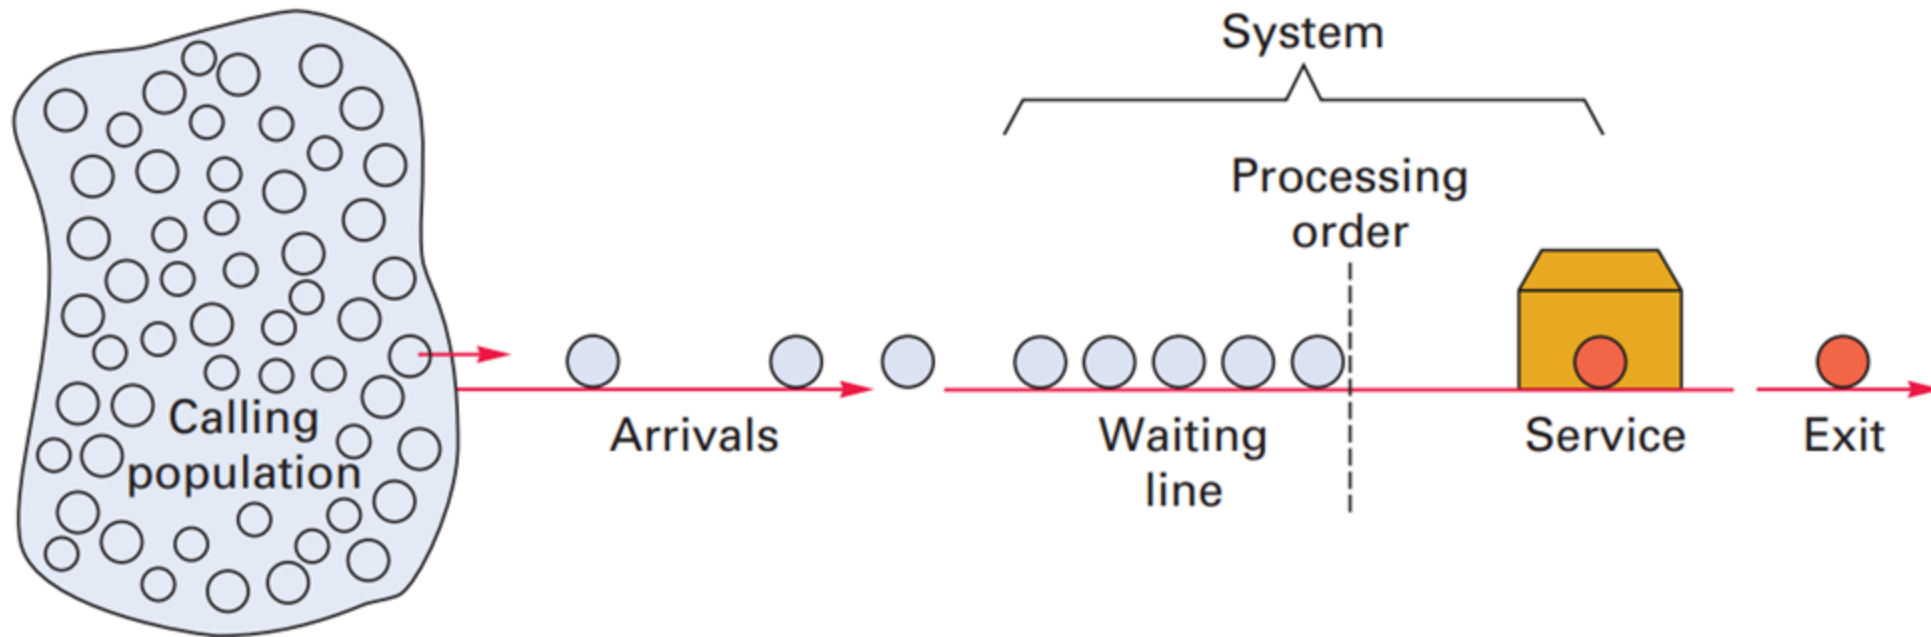 System
Processing
order
Calling
population
Arrivals
Waiting
line
Service
Exit